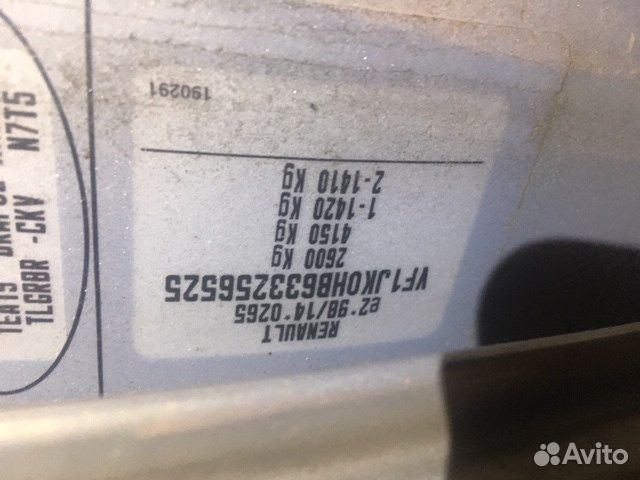 RENAULT
e2*98/14*0265
VF1JK0HB633256525
2600 Kg
4150 Kg
1-1420 Kg
2-1410 Kg
190291
TLGRBR -CKV N7T5
Avito